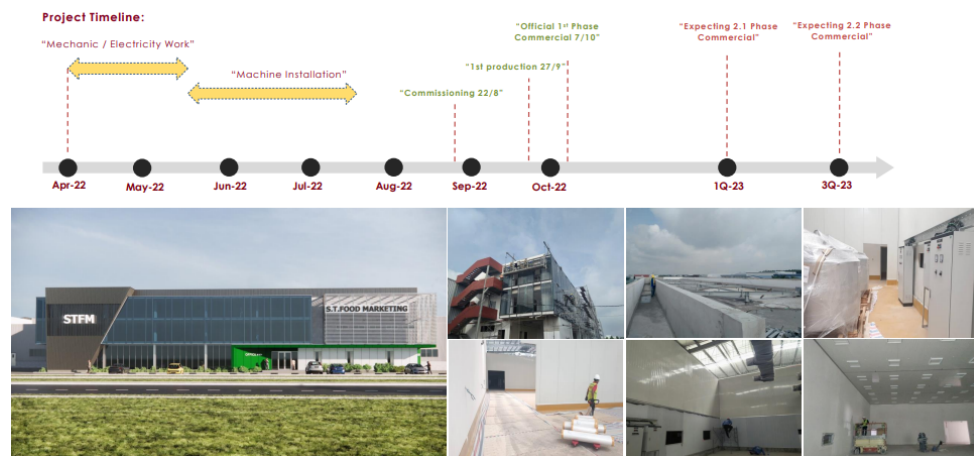 Project Timeline:
“Mechanic / Electricity Work”
“Machine Installation”
“Commissioning 22/8”
“1st production 27/9”
“Official 1st Phase
Commercial 7/10”
“Expecting 2.1 Phase
Commercial”
“Expecting 2.2 Phase
Commercial”
Apr-22
May-22
Jun-22
Jul-22
Aug-22
Sep-22
Oct-22
1Q-23
3Q-23
STFM
S.T.FOOD MARKETING